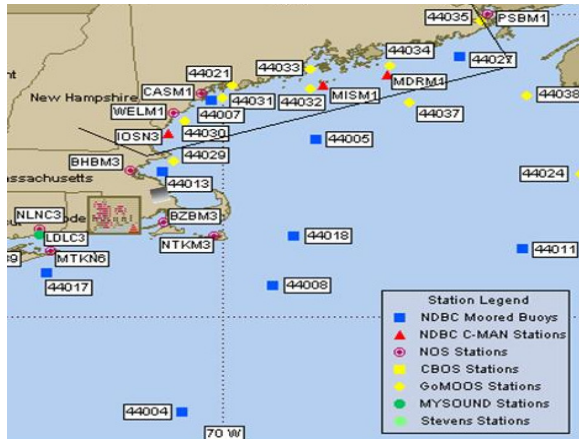 44035
PSBM1
44034
44027
44033
44021
CASM1
MDRM1
44038
New Hampshire
44031
44032
MISM1
WELM1
44007
44037
IOSN3
44030
44005
BHBM3
44029
assachusetts
44013
44024
NLNC3
ode
BZBM3
LDLC3
NTKM3
44018
44011
MTKN6
44017
44008
Station Legend
NDBC Moored Buoys
NDBC C-MAN Stations
NOS Stations
CBOS Stations
GoMOOS Stations
MYSOUND Stations
Stevens Stations
44004
70 W